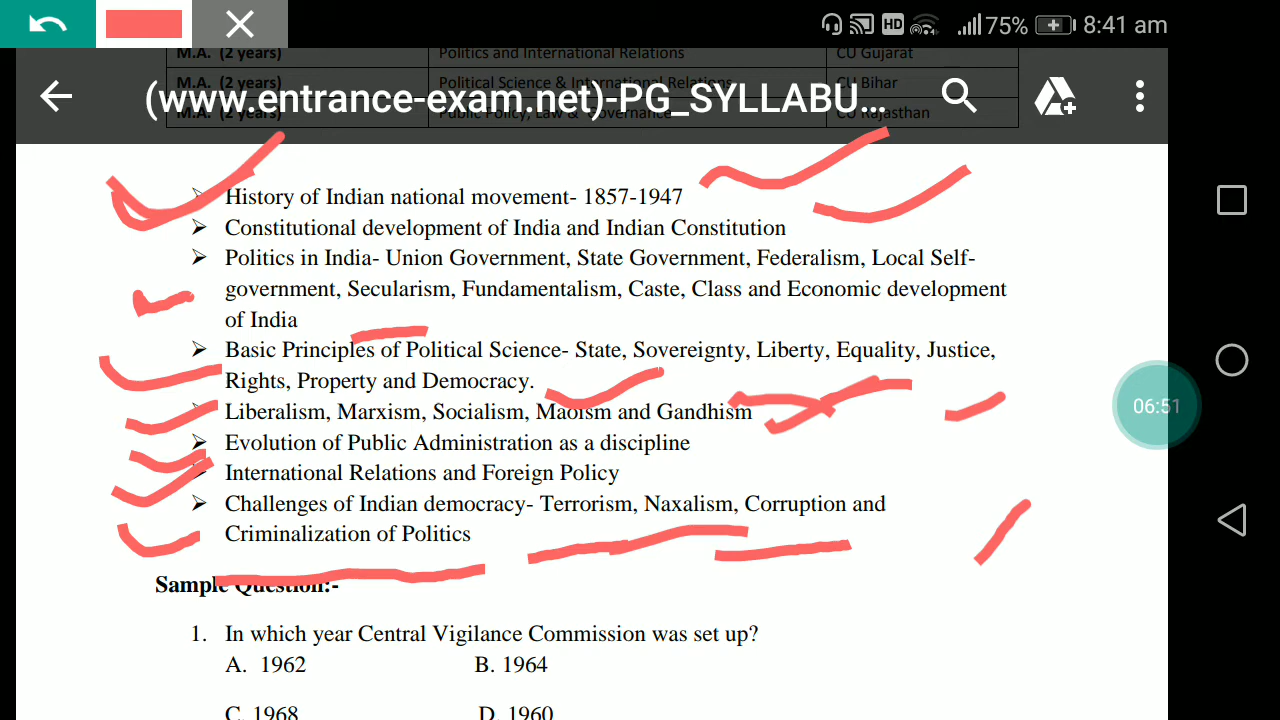 HD 75% 8:41 am
M.A. (2 years) Politics and International Relations CU Gujarat
M.A. (2 years) Political Science & International Relations CU Bihar
(www.entrance-exam.net)-PG_SYLLABU...
M.A. (2 years) Public Policy, Law & Governance CU Rajasthan
➢ History of Indian national movement- 1857-1947
➢ Constitutional development of India and Indian Constitution
➢ Politics in India- Union Government, State Government, Federalism, Local Self-
government, Secularism, Fundamentalism, Caste, Class and Economic development
of India
➢ Basic Principles of Political Science- State, Sovereignty, Liberty, Equality, Justice,
Rights, Property and Democracy.
➢ Liberalism, Marxism, Socialism, Maoism and Gandhism
➢ Evolution of Public Administration as a discipline
➢ International Relations and Foreign Policy
➢ Challenges of Indian democracy- Terrorism, Naxalism, Corruption and
Criminalization of Politics
06:51
Sample Question:-
1. In which year Central Vigilance Commission was set up?
A. 1962 B. 1964
C. 1968 D. 1960